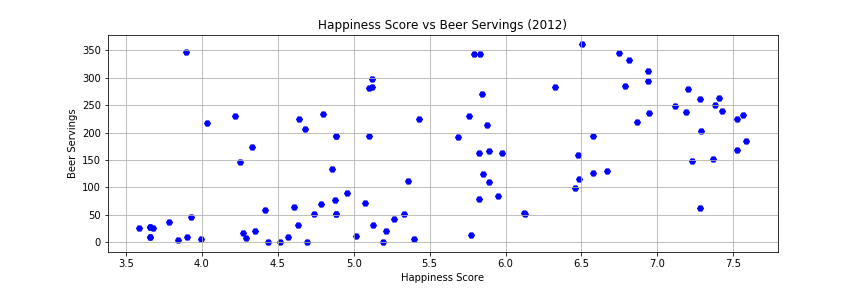 Happiness Score vs Beer Servings (2012)
Beer Servings
350
300
250
200
150
100
50
0
3.5 4.0 4.5 5.0 5.5 6.0 6.5 7.0 7.5
Happiness Score